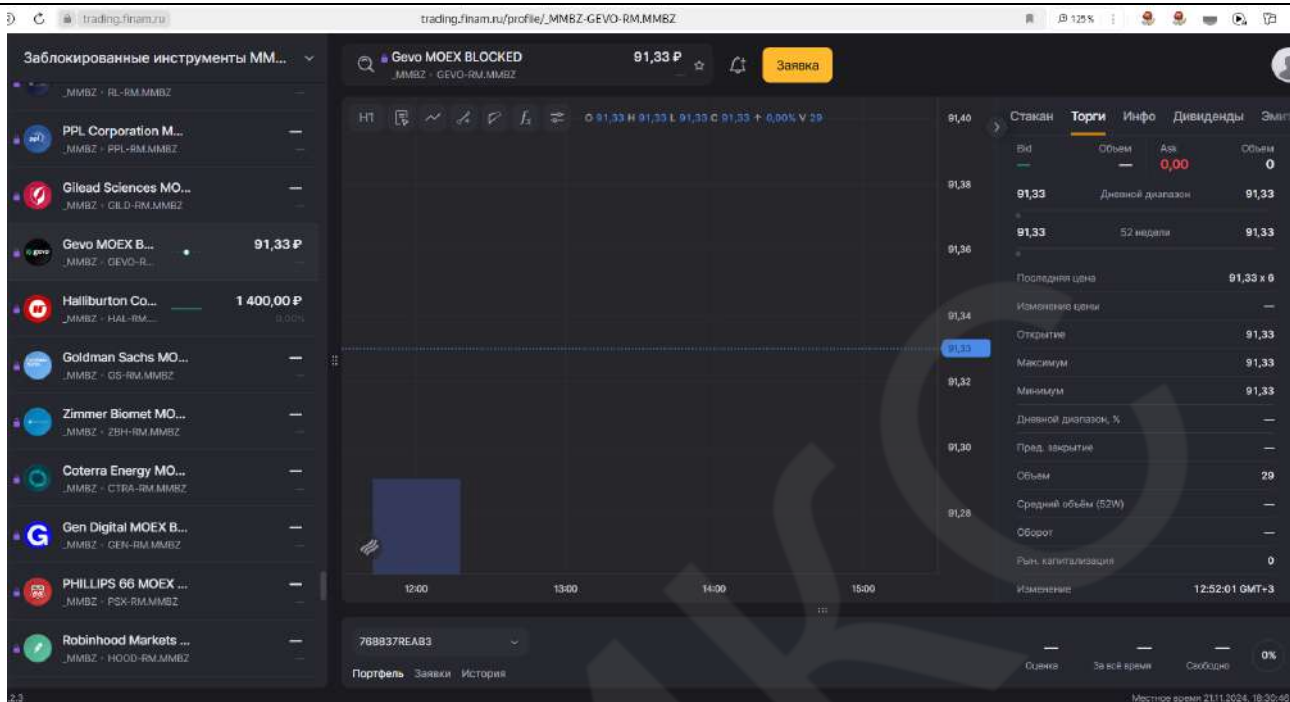 trading.finam.ru
trading.finam.ru/profile/_MMBZ-GEVO-RM.MMBZ
125 %
Заблокированные инструменты ММ...
_MMBZ · RL-RM.MMBZ
PPL Corporation M...
_MMBZ · PPL-RM.MMBZ
Gilead Sciences MO...
_MMBZ · GILD-RM.MMBZ
Gevo MOEX B...
91,33 ₽
_MMBZ · GEVO-R...
Halliburton Co...
1 400,00 ₽
_MMBZ · HAL-RM....
0,00%
Goldman Sachs MO...
_MMBZ · GS-RM.MMBZ
Zimmer Biomet MO...
_MMBZ · ZBH-RM.MMBZ
Coterra Energy MO...
_MMBZ · CTRA-RM.MMBZ
Gen Digital MOEX B...
_MMBZ · GEN-RM.MMBZ
PHILLIPS 66 MOEX ...
_MMBZ · PSX-RM.MMBZ
Robinhood Markets ...
_MMBZ · HOOD-RM.MMBZ
2.3
Gevo MOEX BLOCKED
_MMBZ · GEVO-RM.MMBZ
91,33 ₽
Заявка
H1
O 91,33 H 91,33 L 91,33 C 91,33 + 0,00% V 29
91,40
91,38
91,36
91,34
91,33
91,32
91,30
91,28
12:00 13:00 14:00 15:00
768837REAB3
Портфель Заявки История
Стакан Торги Инфо Дивиденды Эмит
Bid Объем Ask Объем
— — 0,00 0
91,33 Дневной диапазон 91,33
91,33 52 недели 91,33
Последняя цена 91,33 x 6
Изменение цены —
Открытие 91,33
Максимум 91,33
Минимум 91,33
Дневной диапазон, % —
Пред. закрытие —
Объем 29
Средний объём (52W) —
Оборот —
Рын. капитализация 0
Изменение 12:52:01 GMT+3
Оценка За всё время Свободно 0%
Местное время 21.11.2024, 18:30:46
МКС